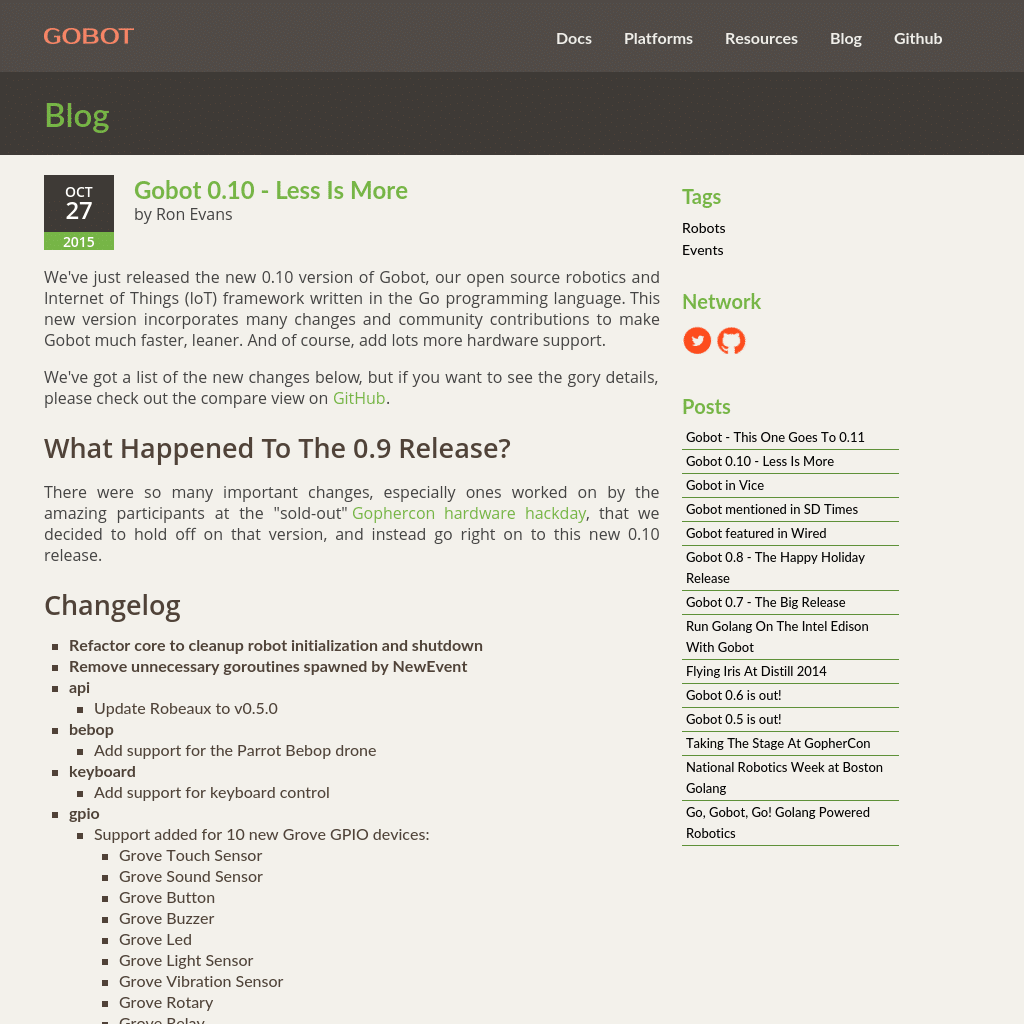 GOBOT
Docs
Platforms
Resources
Blog
Github
Blog
OCT
27
2015
Gobot 0.10 - Less Is More
by Ron Evans
We've just released the new 0.10 version of Gobot, our open source robotics and
Internet of Things (IoT) framework written in the Go programming language. This
new version incorporates many changes and community contributions to make
Gobot much faster, leaner. And of course, add lots more hardware support.
We've got a list of the new changes below, but if you want to see the gory details,
please check out the compare view on GitHub.
What Happened To The 0.9 Release?
There were so many important changes, especially ones worked on by the
amazing participants at the "sold-out" Gophercon hardware hackday, that we
decided to hold off on that version, and instead go right on to this new 0.10
release.
Changelog
Refactor core to cleanup robot initialization and shutdown
Remove unnecessary goroutines spawned by NewEvent
api
Update Robeaux to v0.5.0
bebop
Add support for the Parrot Bebop drone
keyboard
Add support for keyboard control
gpio
Support added for 10 new Grove GPIO devices:
Grove Touch Sensor
Grove Sound Sensor
Grove Button
Grove Buzzer
Grove Led
Grove Light Sensor
Grove Vibration Sensor
Grove Rotary
Grove Relay
Tags
Robots
Events
Network
Posts
Gobot - This One Goes To 0.11
Gobot 0.10 - Less Is More
Gobot in Vice
Gobot mentioned in SD Times
Gobot featured in Wired
Gobot 0.8 - The Happy Holiday
Release
Gobot 0.7 - The Big Release
Run Golang On The Intel Edison
With Gobot
Flying Iris At Distill 2014
Gobot 0.6 is out!
Gobot 0.5 is out!
Taking The Stage At GopherCon
National Robotics Week at Boston
Golang
Go, Gobot, Go! Golang Powered
Robotics